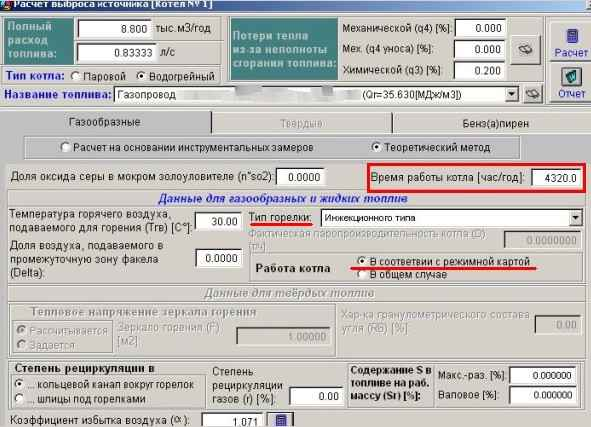 Расчет выброса источника [Котел № 1]
Полный расход топлива:
8.800 тыс.м3/год
0.83333 л/с
Потери тепла из-за неполноты сгорания топлива:
Механической (q4) [%]: 0.000
Мех. (q4 уноса) [%]: 0.000
Химической (q3) [%]: 0.200
Расчет
Отчет
Тип котла: Паровой Водогрейный
Название топлива: Газопровод (Qr=35.630[МДж/м3])
Газообразные Твердые Бенз(а)пирен
Расчет на основании инструментальных замеров Теоретический метод
Доля оксида серы в мокром золоуловителе (n"so2): 0.0000
Время работы котла [час/год]: 4320.0
Данные для газообразных и жидких топлив
Температура горячего воздуха, подаваемого для горения (Тгв) [С°]: 30.00
Тип горелки: Инжекционного типа
Фактическая паропроизводительность котла (D) [т/ч]: 0.0000000
Доля воздуха, подаваемого в промежуточную зону факела (Delta): 0.0000
Работа котла
В соответвии с режимной картой
В общем случае
Данные для твёрдых топлив
Тепловое напряжение зеркала горения
Рассчитывается
Задается
Зеркало горения (F) [м2]: 1.00000
Хар-ка гранулометрического состава угля (R6) [%]: 0.00
Степень рециркуляции в
... кольцевой канал вокруг горелок
... шлицы под горелками
Степень рециркуляции газов (r) [%]: 0.00
Содержание S в топливе на раб. массу (Sr) [%]:
Макс.-раз. [%]: 0.000000
Валовое [%]: 0.000000
Коэффициент избытка воздуха (α): 1.071